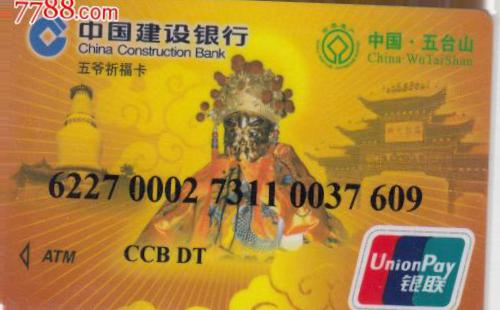 7788.com
中国建设银行
China Construction Bank
五爷祈福卡
中国·五台山
China·WuTaiShan
6227 0002 7311 0037 609
ATM
CCB DT
UnionPay
银联